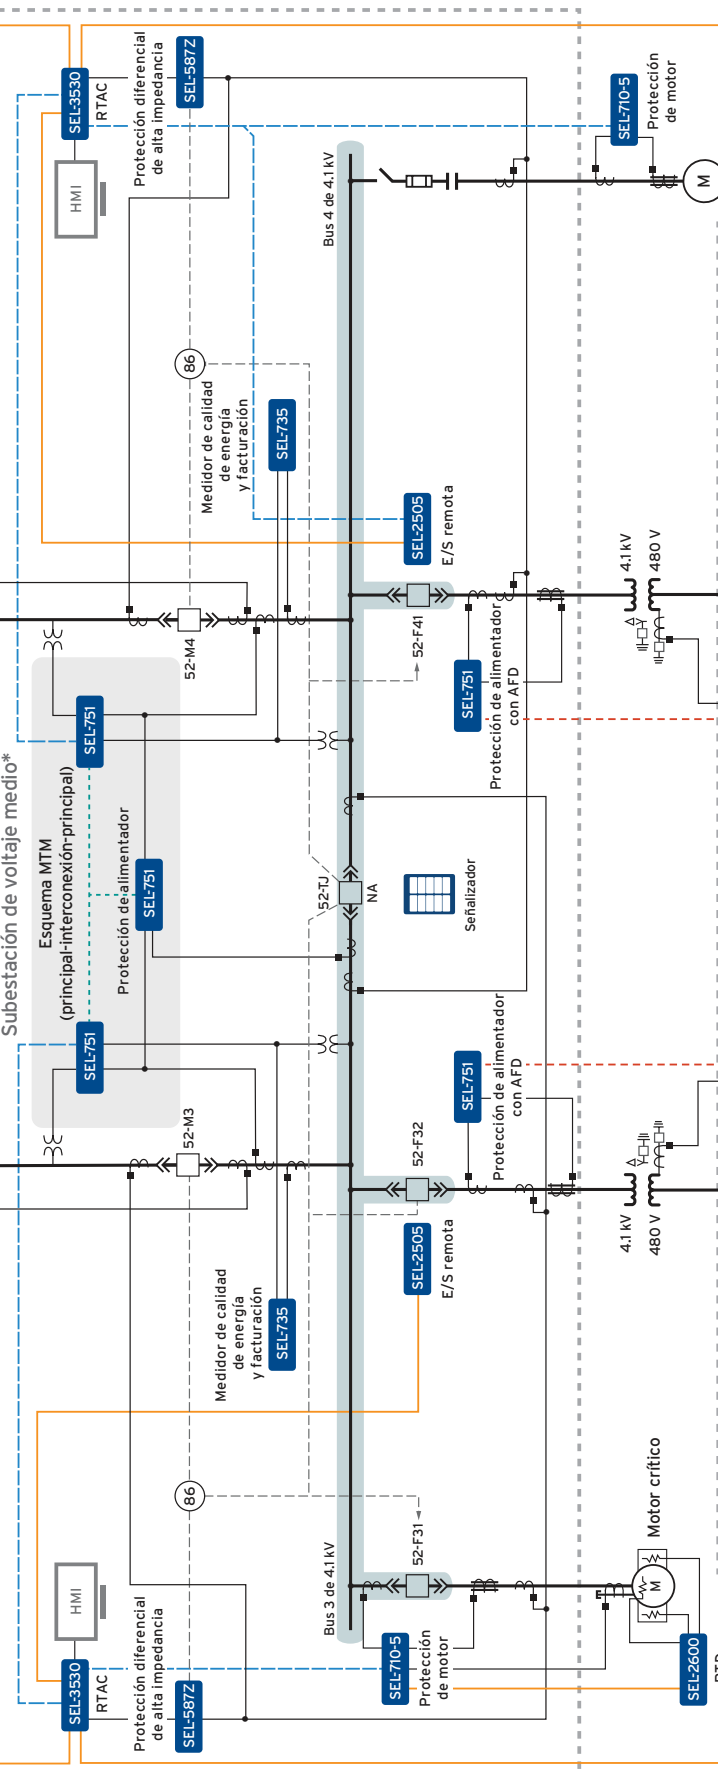 Subestación de voltaje medio*
SEL-3530
RTAC
HMI
Protección diferencial
de alta impedancia
SEL-587Z
86
Medidor de calidad
de energía
y facturación
SEL-735
52-M3
Esquema MTM
(principal-interconexión-principal)
SEL-751
SEL-751
Protección de alimentador
SEL-751
52-M4
Medidor de calidad
de energía
y facturación
SEL-735
86
SEL-3530
RTAC
HMI
Protección diferencial
de alta impedancia
SEL-587Z
Bus 3 de 4.1 kV
52-TJ
NA
Bus 4 de 4.1 kV
SEL-710-5
Protección
de motor
52-F31
SEL-2505
E/S remota
52-F32
SEL-751
Protección de alimentador
con AFD
Señalizador
SEL-751
Protección de alimentador
con AFD
52-F41
SEL-2505
E/S remota
SEL-710-5
Protección
de motor
M
SEL-2600
M
Motor crítico
4.1 kV
480 V
4.1 kV
480 V